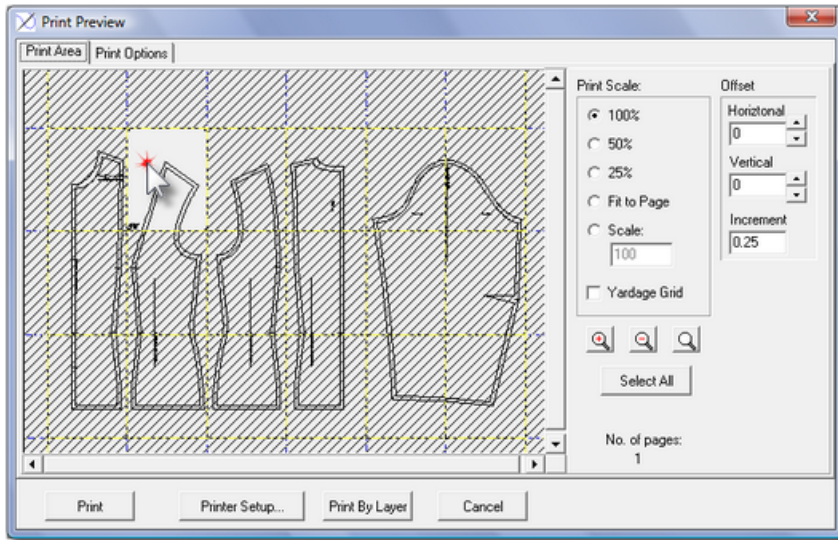 Print Preview
Print Area Print Options
Print Scale: Offset
100% Horiztonal
0
50%
25% Vertical
0
Fit to Page
Scale: Increment
100 0.25
Yardage Grid
Select All
No. of pages:
1
Print Printer Setup... Print By Layer Cancel